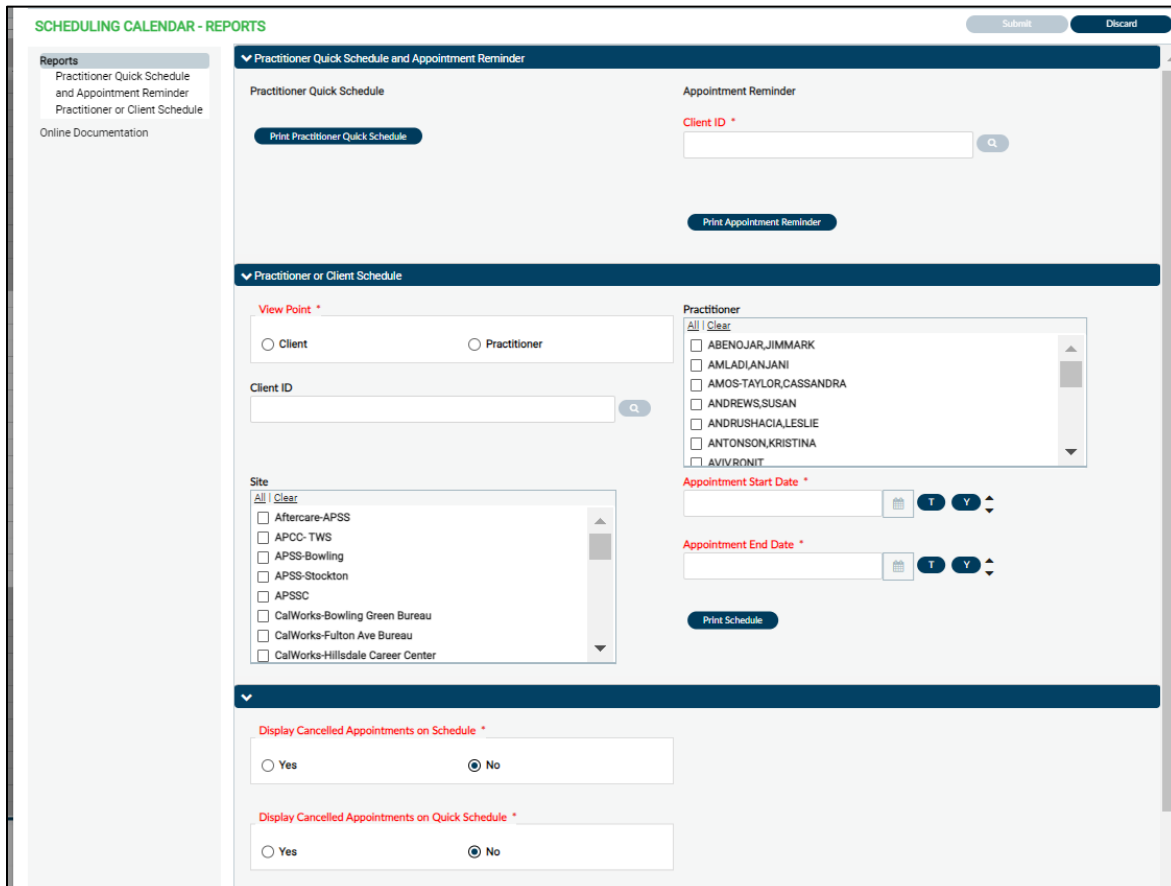 SCHEDULING CALENDAR - REPORTS
Submit
Discard
Reports
Practitioner Quick Schedule
and Appointment Reminder
Practitioner or Client Schedule
Online Documentation
Practitioner Quick Schedule and Appointment Reminder
Practitioner Quick Schedule
Appointment Reminder
Print Practitioner Quick Schedule
Client ID *
Print Appointment Reminder
Practitioner or Client Schedule
View Point *
Client
Practitioner
Client ID
Practitioner
All | Clear
ABENOJAR,JIMMARK
AMLADI,ANJANI
AMOS-TAYLOR,CASSANDRA
ANDREWS,SUSAN
ANDRUSHACIA,LESLIE
ANTONSON,KRISTINA
AVIV,RONIT
Site
All | Clear
Aftercare-APSS
APCC- TWS
APSS-Bowling
APSS-Stockton
APSSC
CalWorks-Bowling Green Bureau
CalWorks-Fulton Ave Bureau
CalWorks-Hillsdale Career Center
Appointment Start Date *
T Y
Appointment End Date *
T Y
Print Schedule
Display Cancelled Appointments on Schedule *
Yes
No
Display Cancelled Appointments on Quick Schedule *
Yes
No